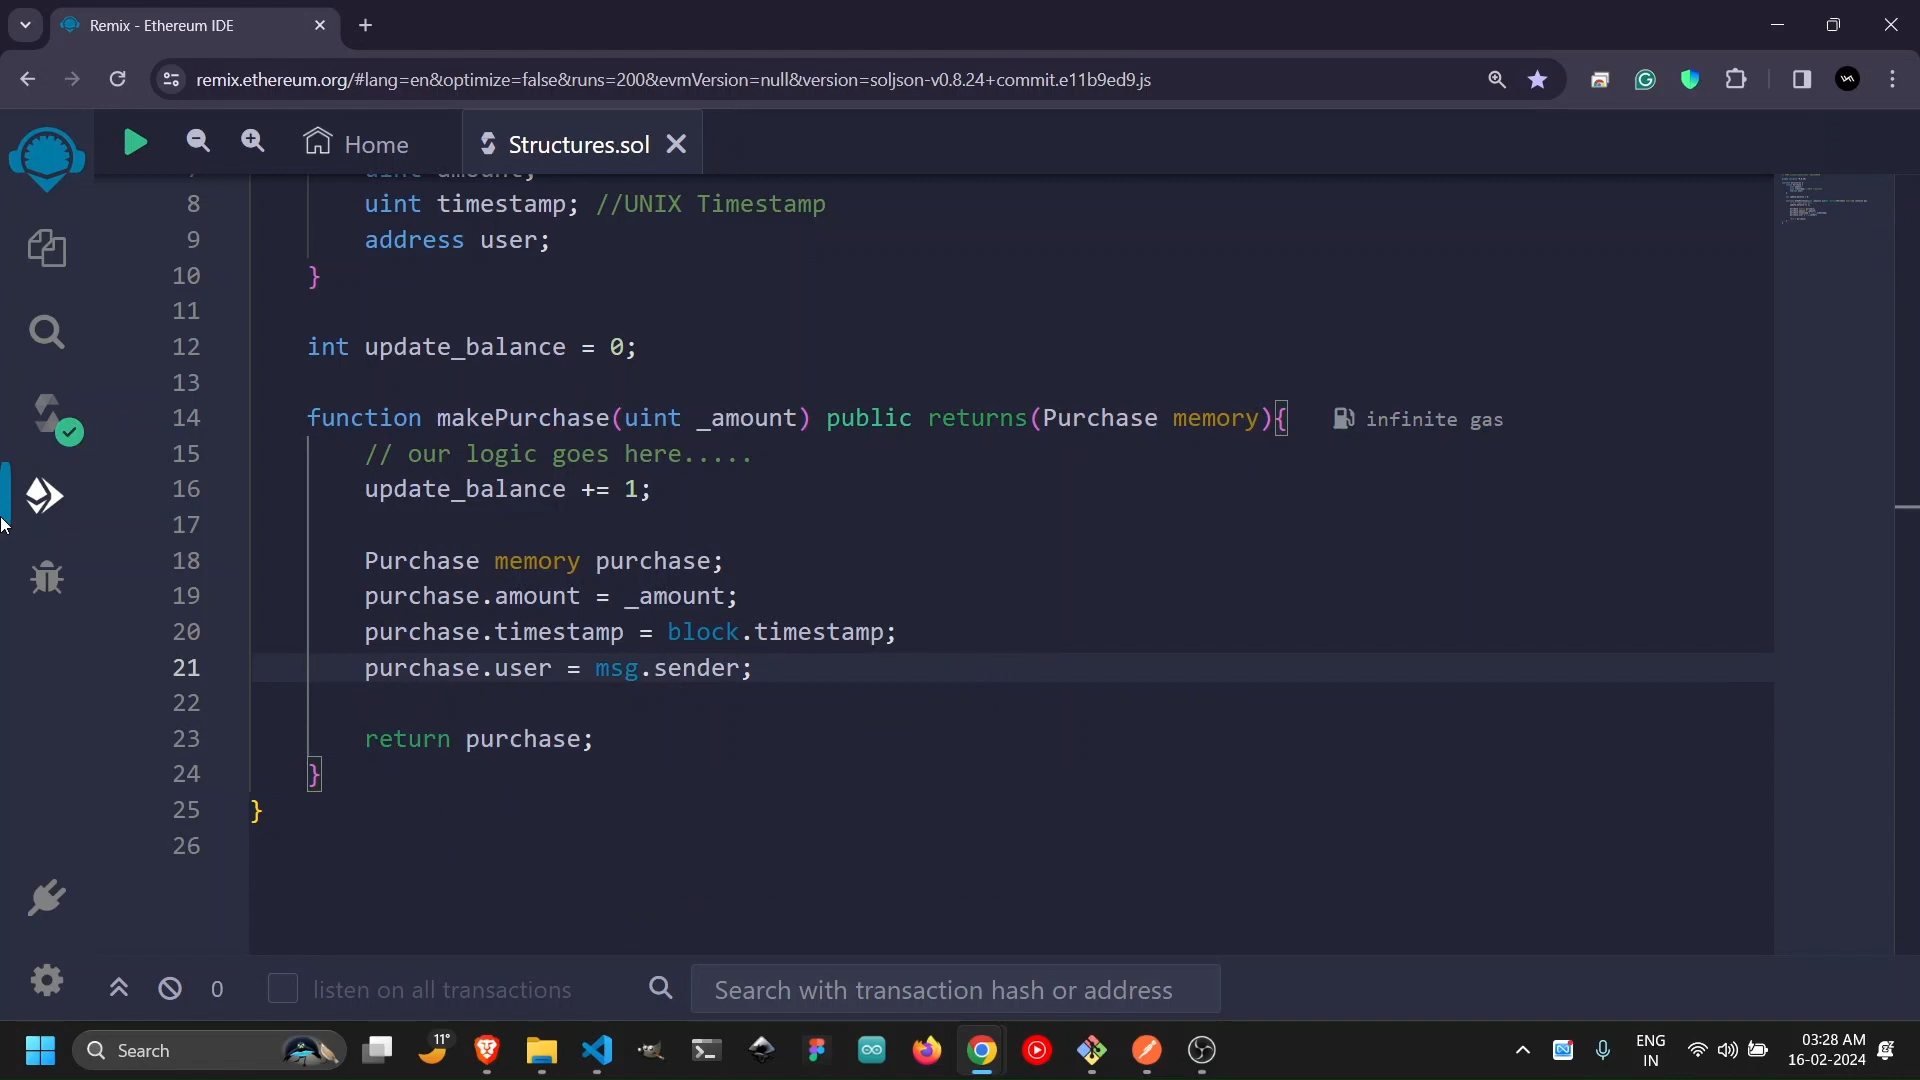 Remix - Ethereum IDE
remix.ethereum.org/#lang=en&optimize=false&runs=200&evmVersion=null&version=soljson-v0.8.24+commit.e11b9ed9.js
Home
Structures.sol
uint amount;
8 uint timestamp; //UNIX Timestamp
9 address user;
10 }
11
12 int update_balance = 0;
13
14 function makePurchase(uint _amount) public returns(Purchase memory){ infinite gas
15 // our logic goes here.....
16 update_balance += 1;
17
18 Purchase memory purchase;
19 purchase.amount = _amount;
20 purchase.timestamp = block.timestamp;
21 purchase.user = msg.sender;
22
23 return purchase;
24 }
25 }
26
0 listen on all transactions Search with transaction hash or address
Search
11°
ENG
IN
03:28 AM
16-02-2024